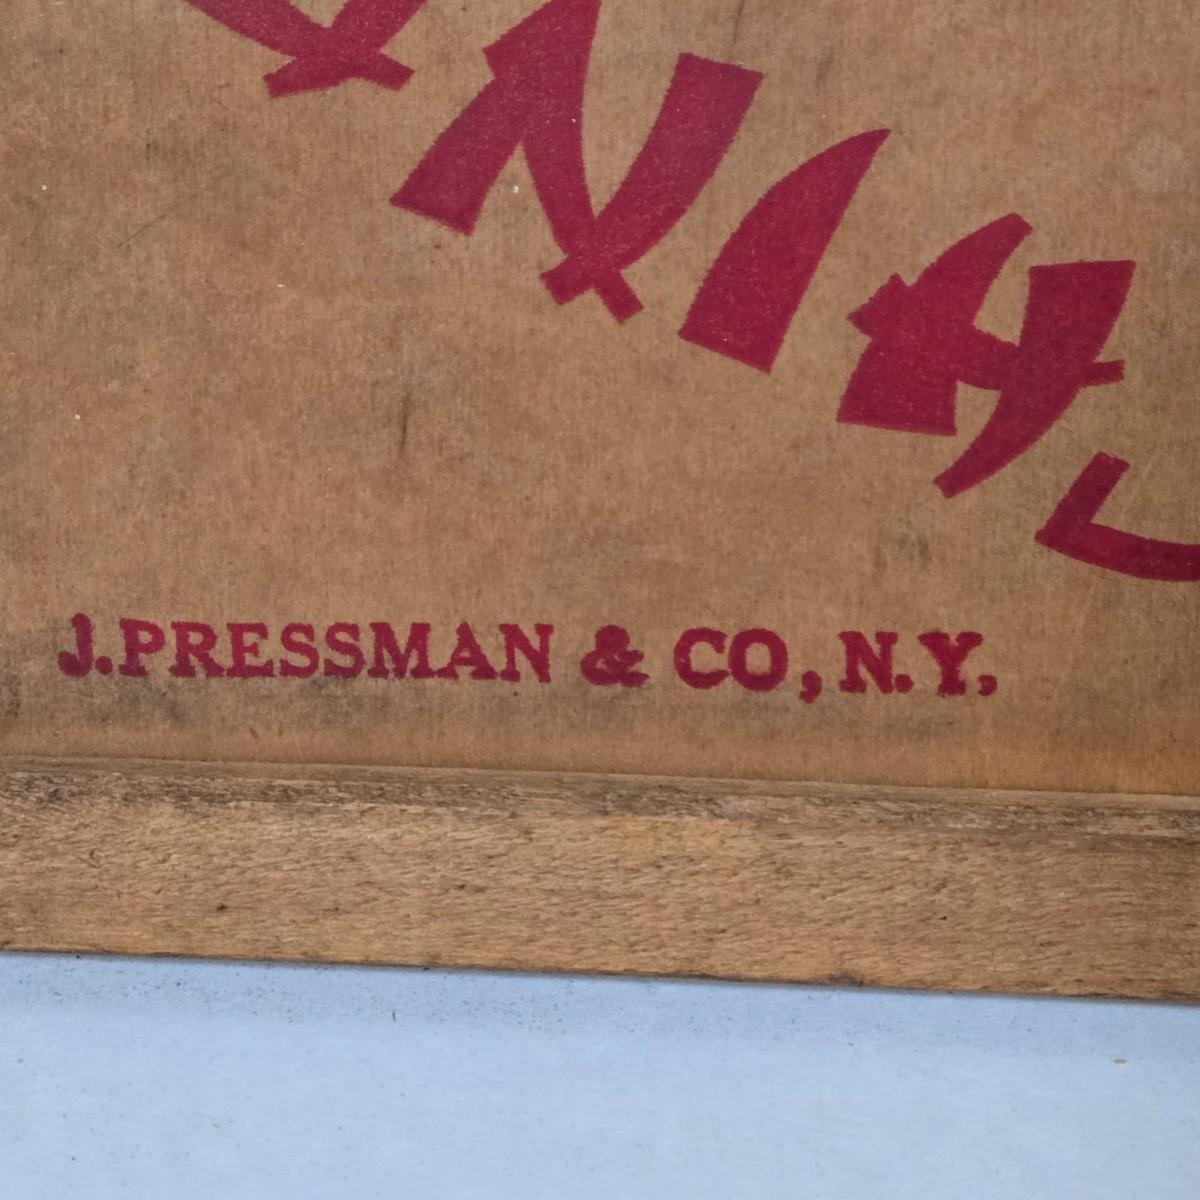 J. PRESSMAN & CO, N.Y,